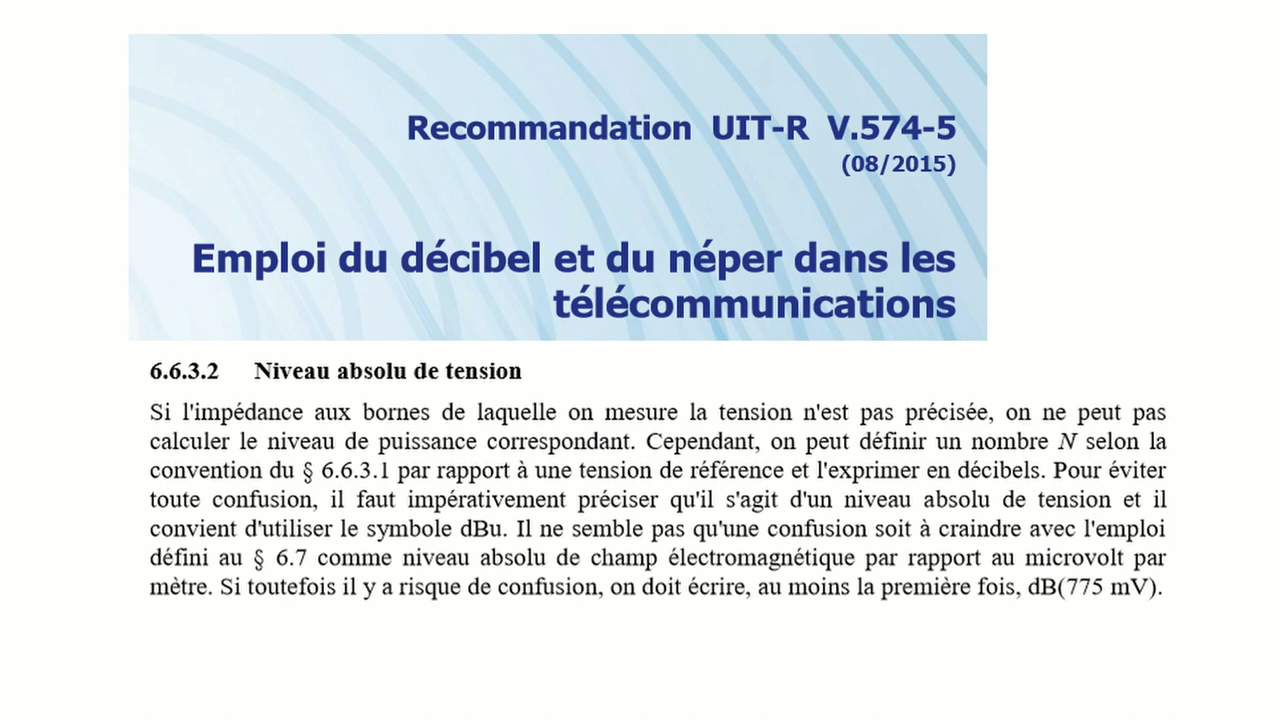 Recommandation UIT-R V.574-5
(08/2015)
Emploi du décibel et du néper dans les
télécommunications
6.6.3.2 Niveau absolu de tension
Si l'impédance aux bornes de laquelle on mesure la tension n'est pas précisée, on ne peut pas
calculer le niveau de puissance correspondant. Cependant, on peut définir un nombre N selon la
convention du § 6.6.3.1 par rapport à une tension de référence et l'exprimer en décibels. Pour éviter
toute confusion, il faut impérativement préciser qu'il s'agit d'un niveau absolu de tension et il
convient d'utiliser le symbole dBu. Il ne semble pas qu'une confusion soit à craindre avec l'emploi
défini au § 6.7 comme niveau absolu de champ électromagnétique par rapport au microvolt par
mètre. Si toutefois il y a risque de confusion, on doit écrire, au moins la première fois, dB(775 mV).